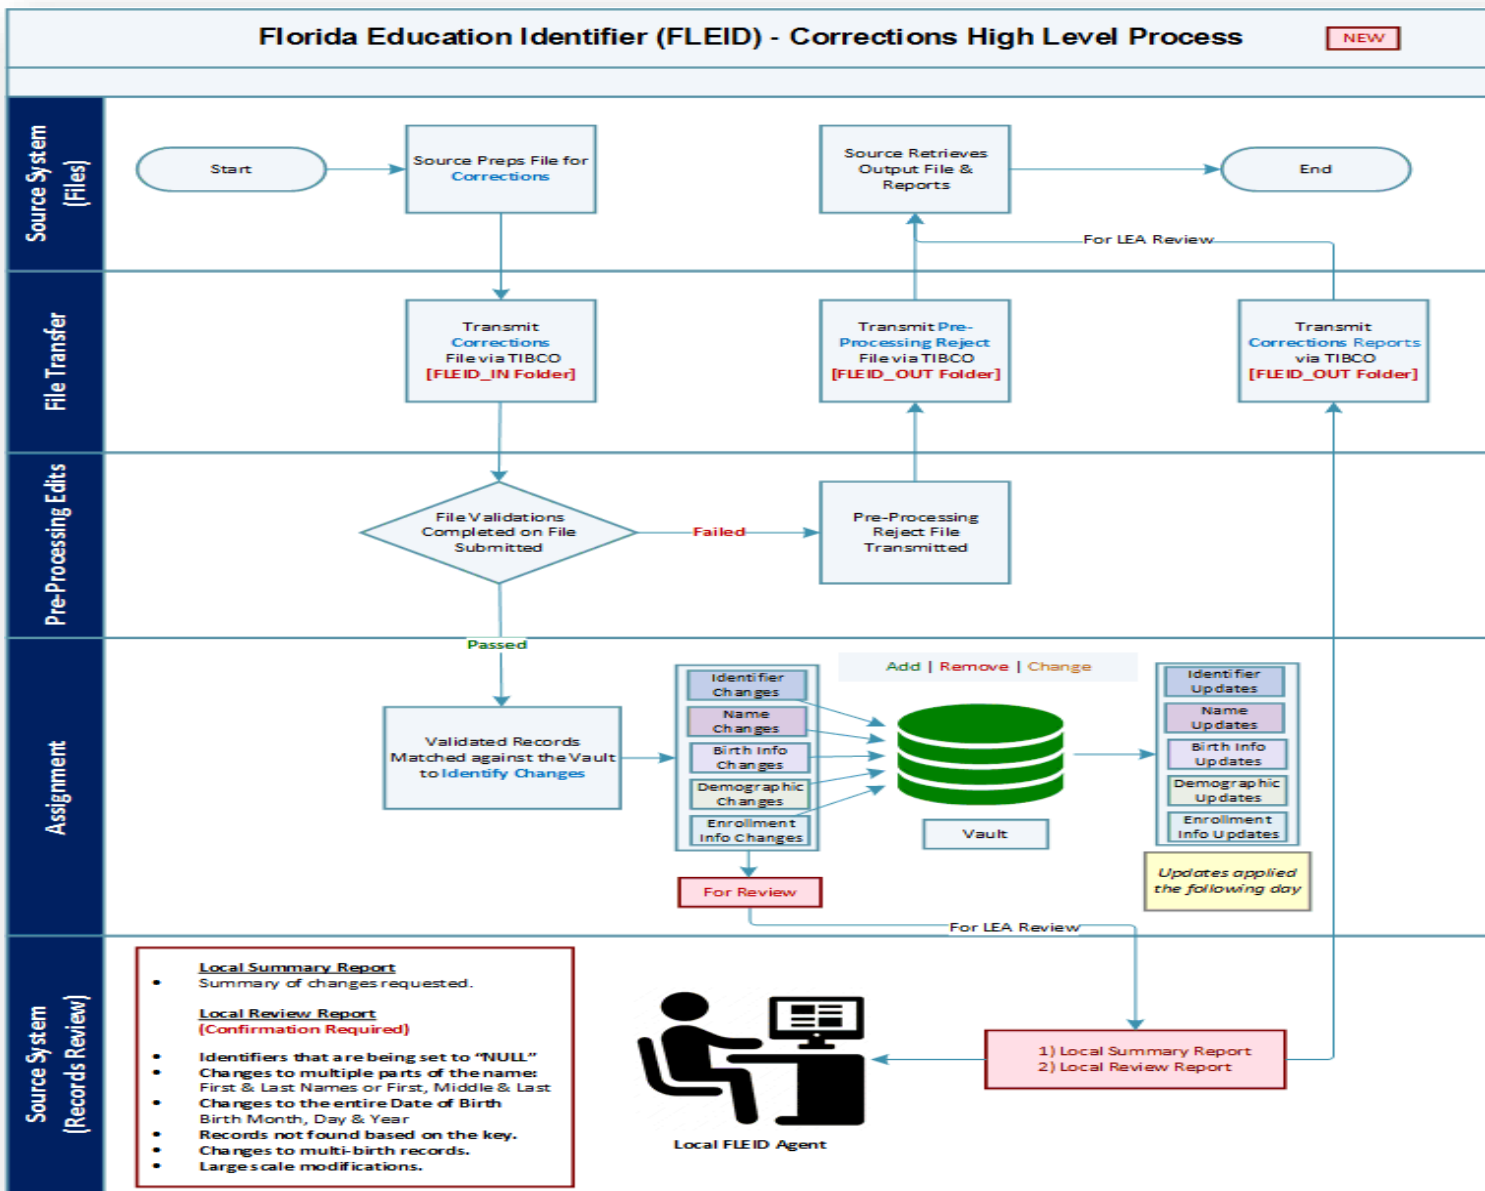 Florida Education Identifier (FLEID) - Corrections High Level Process
NEW
Source System
(Files)
Start
Source Preps File for
Corrections
Source Retrieves
Output File &
Reports
End
For LEA Review
File Transfer
Transmit
Corrections
File via TIBCO
[FLEID_IN Folder]
Transmit Pre-
Processing Reject
File via TIBCO
[FLEID_OUT Folder]
Transmit
Corrections Reports
via TIBCO
[FLEID_OUT Folder]
Pre-Processing Edits
File Validations
Completed on File
Submitted
Failed
Pre-Processing
Reject File
Transmitted
Passed
Assignment
Validated Records
Matched against the Vault
to Identify Changes
Identifier
Changes
Name
Changes
Birth Info
Changes
Demographic
Changes
Enrollment
Info Changes
Add | Remove | Change
Vault
Identifier
Updates
Name
Updates
Birth Info
Updates
Demographic
Updates
Enrollment
Info Updates
Updates applied
the following day
For Review
For LEA Review
Source System
(Records Review)
Local Summary Report
• Summary of changes requested.
Local Review Report
(Confirmation Required)
• Identifiers that are being set to “NULL”
• Changes to multiple parts of the name:
First & Last Names or First, Middle & Last
• Changes to the entire Date of Birth
Birth Month, Day & Year
• Records not found based on the key.
• Changes to multi-birth records.
• Large scale modifications.
Local FLEID Agent
1) Local Summary Report
2) Local Review Report